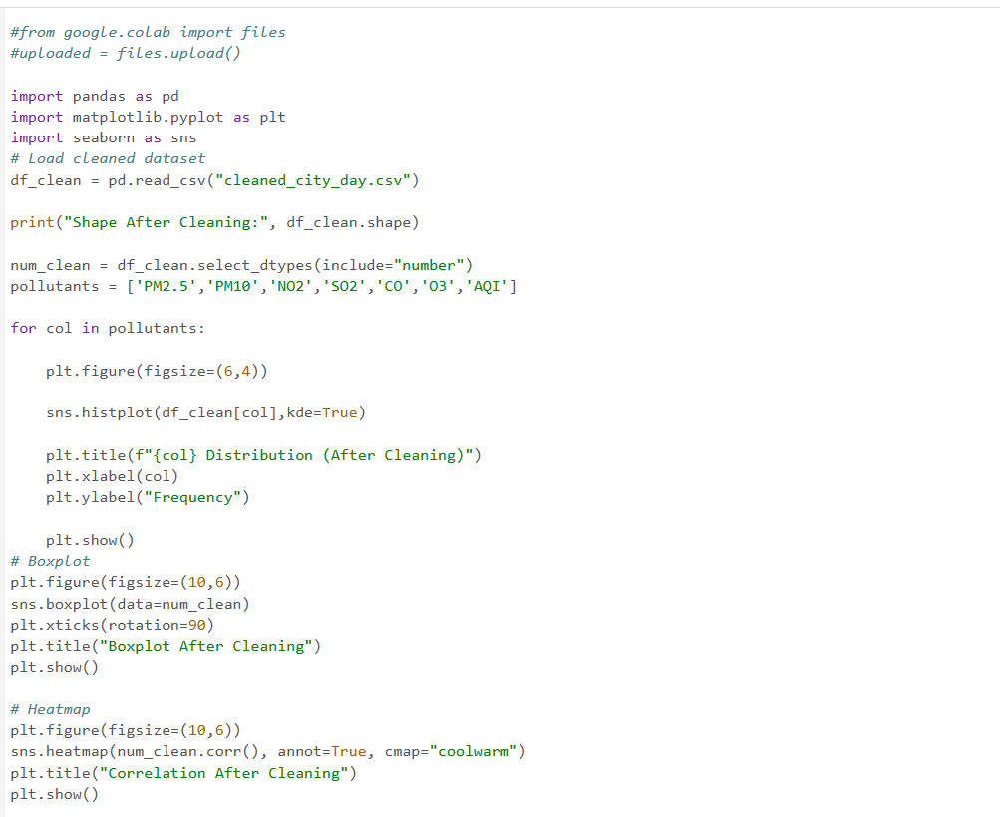 #from google.colab import files
#uploaded = files.upload()
import pandas as pd
import matplotlib.pyplot as plt
import seaborn as sns
# Load cleaned dataset
df_clean = pd.read_csv("cleaned_city_day.csv")
print("Shape After Cleaning:", df_clean.shape)
num_clean = df_clean.select_dtypes(include="number")
pollutants = ['PM2.5','PM10','NO2','SO2','CO','O3','AQI']
for col in pollutants:
    plt.figure(figsize=(6,4))
    sns.histplot(df_clean[col],kde=True)
    plt.title(f"{col} Distribution (After Cleaning)")
    plt.xlabel(col)
    plt.ylabel("Frequency")
    plt.show()
# Boxplot
plt.figure(figsize=(10,6))
sns.boxplot(data=num_clean)
plt.xticks(rotation=90)
plt.title("Boxplot After Cleaning")
plt.show()
# Heatmap
plt.figure(figsize=(10,6))
sns.heatmap(num_clean.corr(), annot=True, cmap="coolwarm")
plt.title("Correlation After Cleaning")
plt.show()